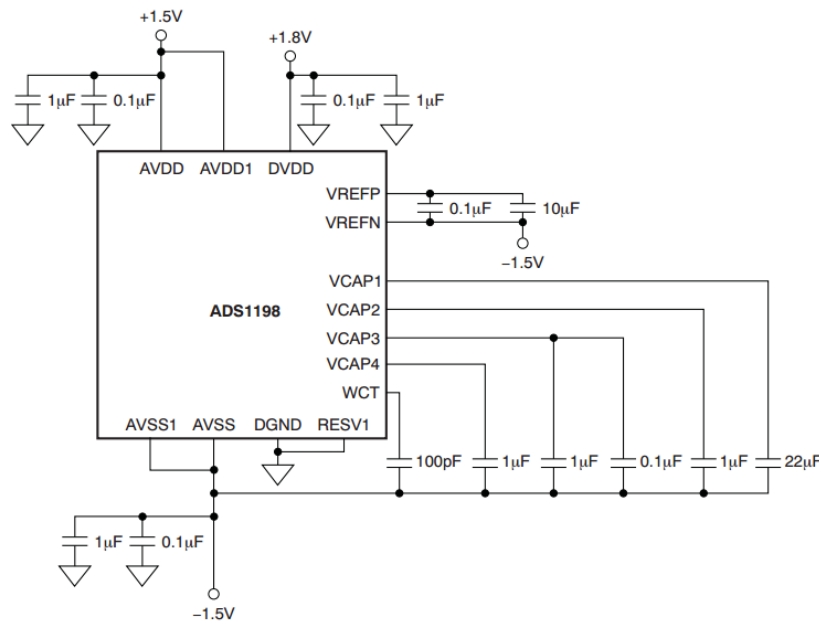 +1.5V
+1.8V
1μF 0.1μF 0.1μF 1μF
AVDD AVDD1 DVDD
VREFP
0.1μF 10μF
VREFN
−1.5V
VCAP1
ADS1198 VCAP2
VCAP3
VCAP4
WCT
AVSS1 AVSS DGND RESV1
100pF 1μF 1μF 0.1μF 1μF 22μF
1μF 0.1μF
−1.5V